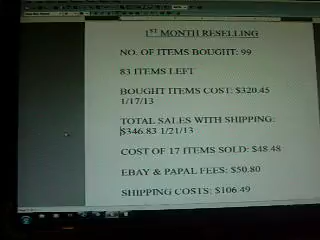 1ST MONTH RESELLING
NO. OF ITEMS BOUGHT: 99
83 ITEMS LEFT
BOUGHT ITEMS COST: $320.45
1/17/13
TOTAL SALES WITH SHIPPING:
$346.83 1/21/13
COST OF 17 ITEMS SOLD: $48.48
EBAY & PAPAL FEES: $50.80
SHIPPING COSTS: $106.49